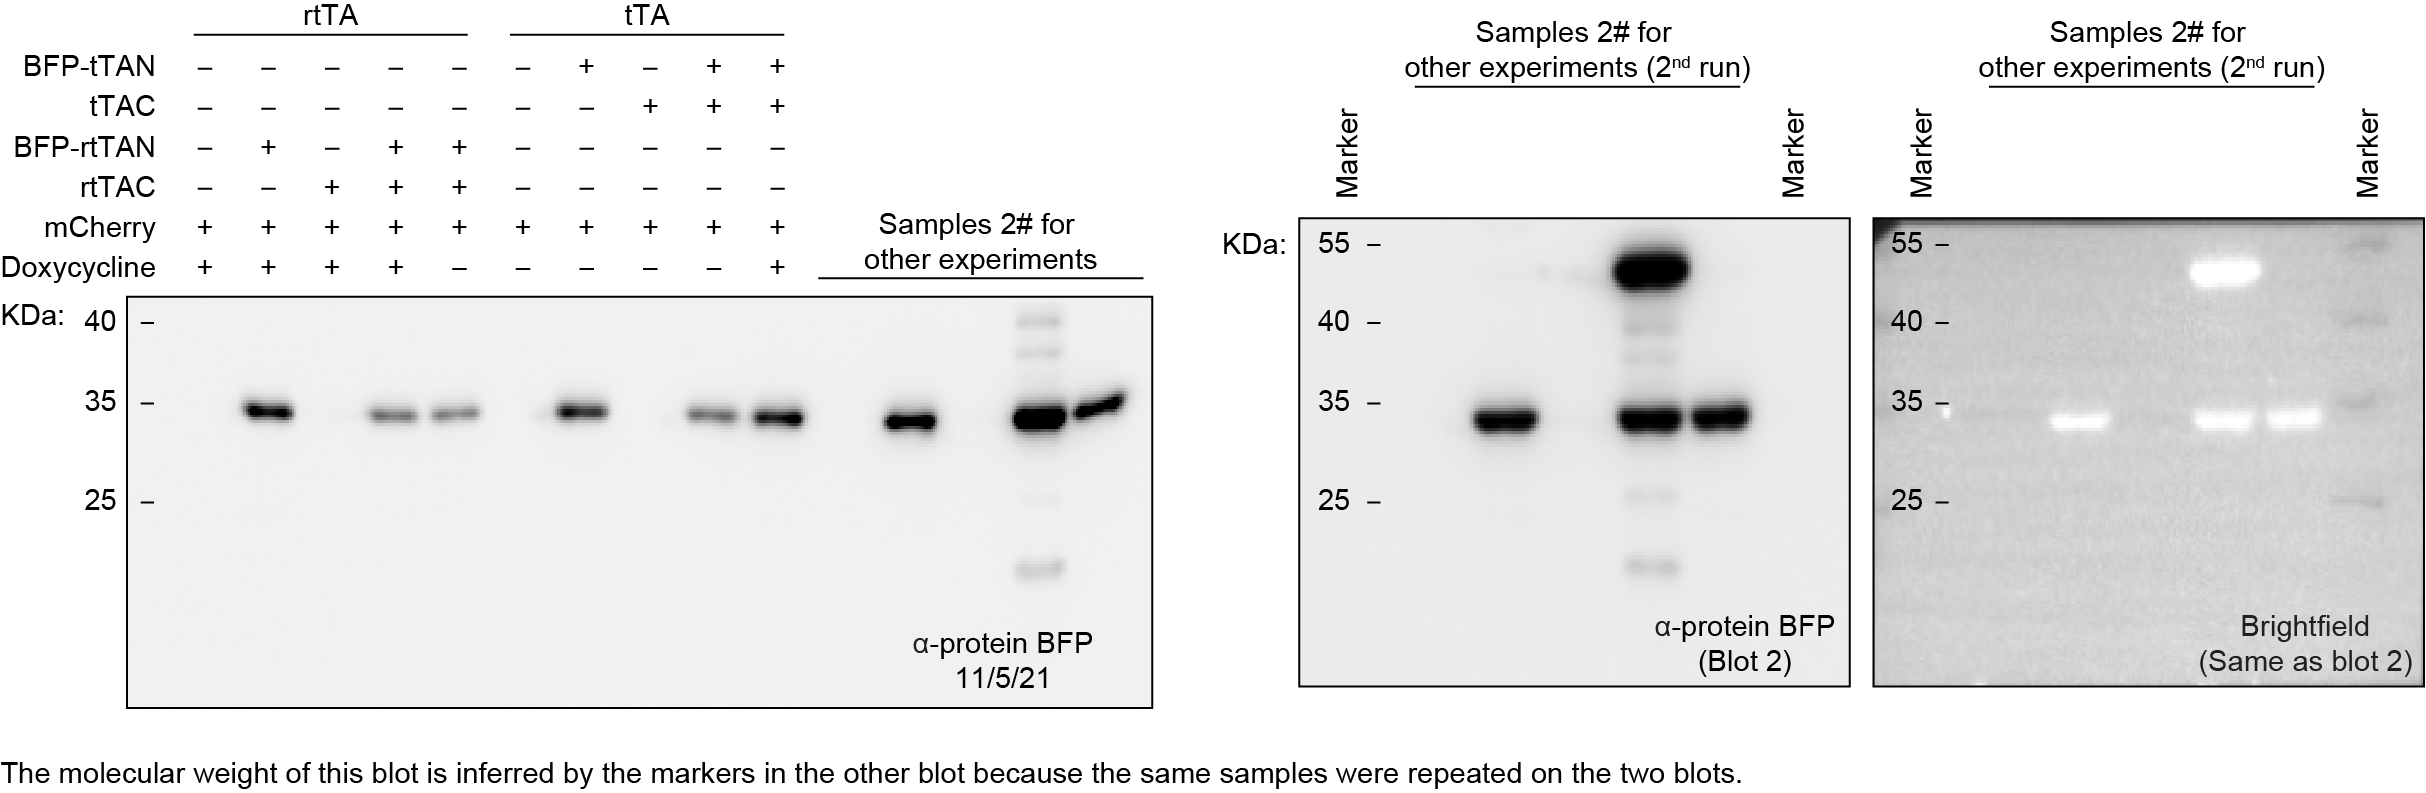 rtTA tTA
BFP-tTAN – – – – – – + – + +
tTAC – – – – – – – + + +
BFP-rtTAN – + – + + – – – – –
rtTAC – – + + + – – – – –
mCherry + + + + + + + + + +
Doxycycline + + + + – – – – – +
Samples 2# for
other experiments
KDa: 40 –
35 –
25 –
α-protein BFP
11/5/21
Samples 2# for
other experiments (2nd run)
Marker Marker
KDa: 55 –
40 –
35 –
25 –
α-protein BFP
(Blot 2)
Samples 2# for
other experiments (2nd run)
Marker Marker
55 –
40 –
35 –
25 –
Brightfield
(Same as blot 2)
The molecular weight of this blot is inferred by the markers in the other blot because the same samples were repeated on the two blots.